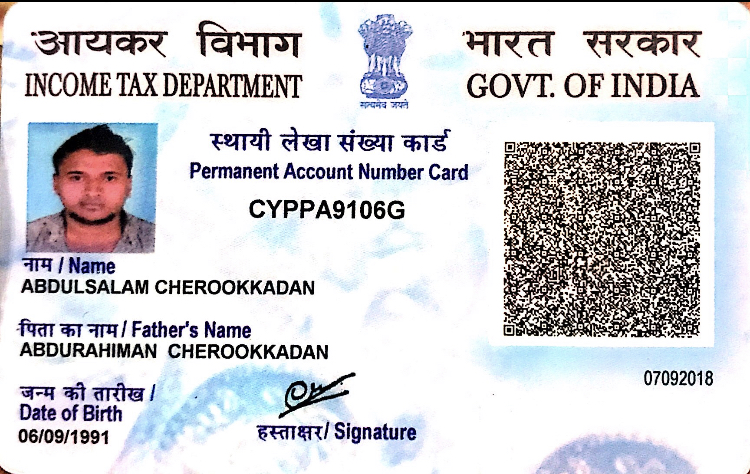 आयकर विभाग
INCOME TAX DEPARTMENT
सत्यमेव जयते
भारत सरकार
GOVT. OF INDIA
स्थायी लेखा संख्या कार्ड
Permanent Account Number Card
CYPPA9106G
नाम / Name
ABDULSALAM CHEROOKKADAN
पिता का नाम / Father's Name
ABDURAHIMAN CHEROOKKADAN
जन्म की तारीख /
Date of Birth
06/09/1991
हस्ताक्षर/ Signature
07092018